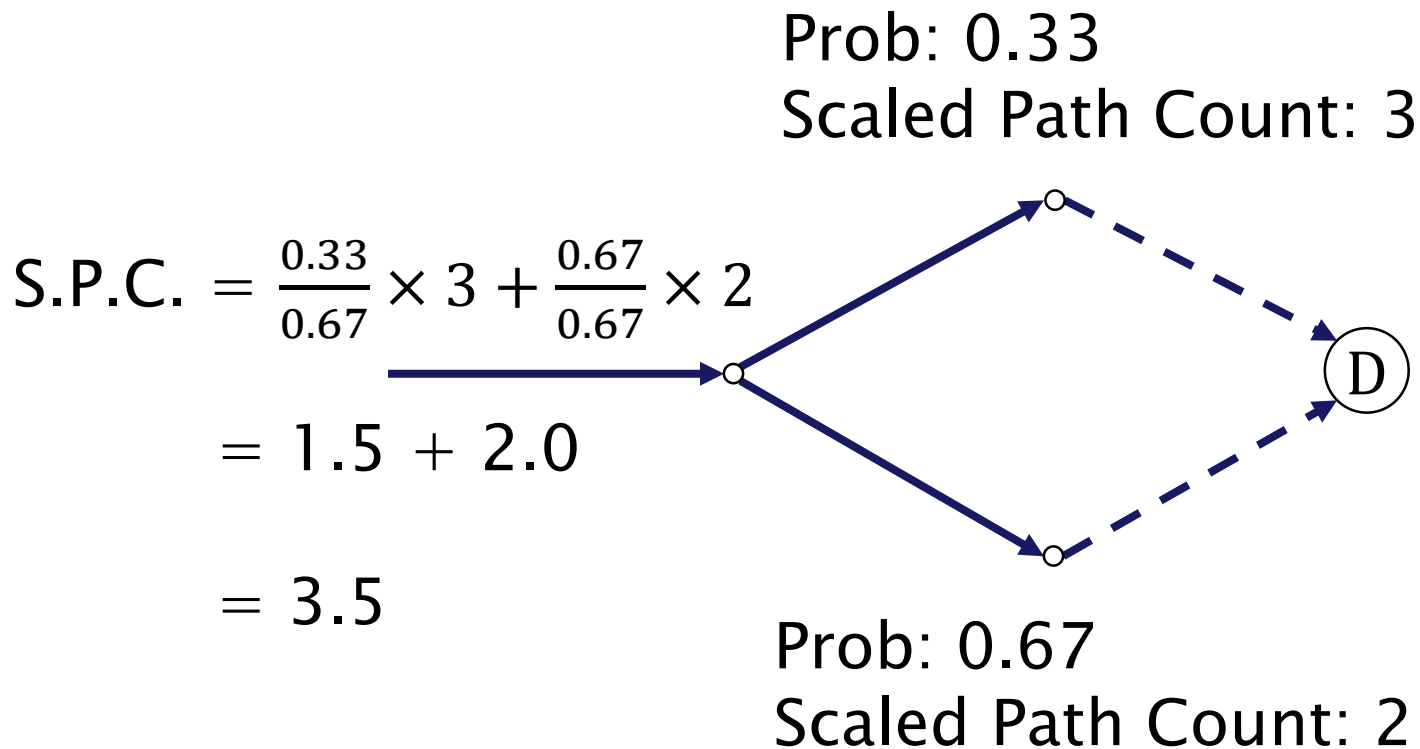 Prob: 0.33
Scaled Path Count: 3
S.P.C. = 0.33/0.67 × 3 + 0.67/0.67 × 2
= 1.5 + 2.0
= 3.5
D
Prob: 0.67
Scaled Path Count: 2